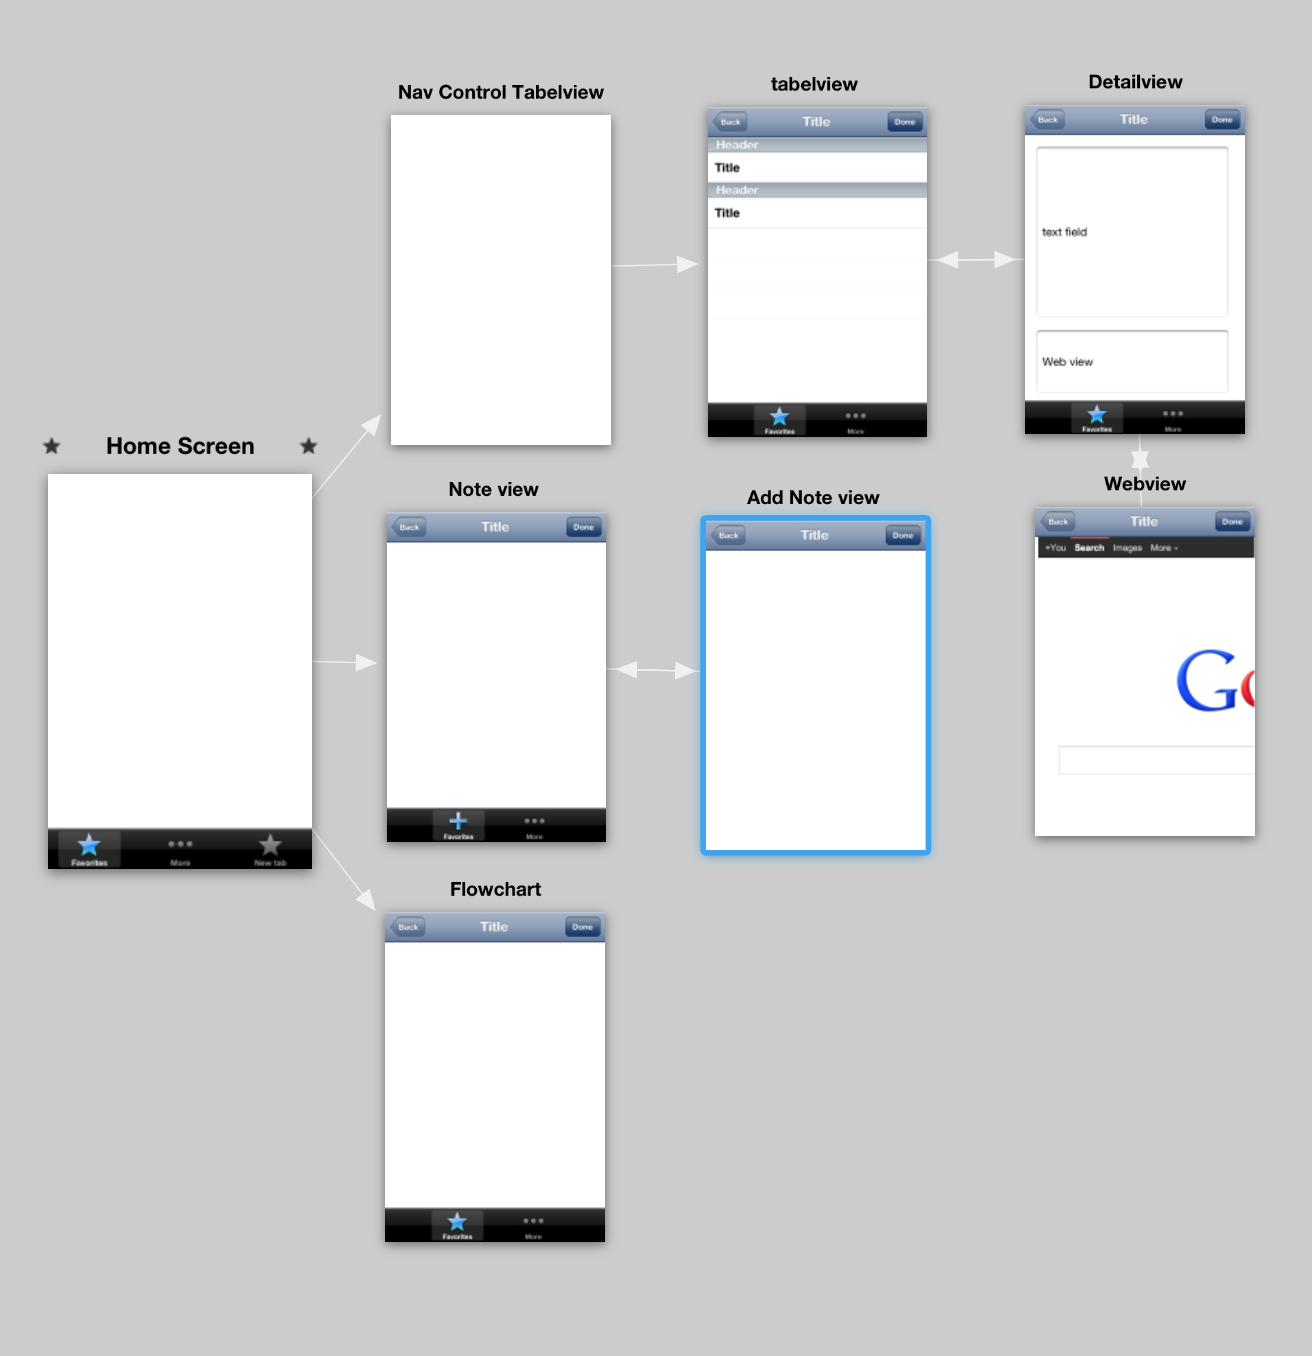 Nav Control Tabelview
tabelview
Back
Title
Done
Header
Title
Header
Title
Favorites
More
Detailview
Back
Title
Done
text field
Web view
Favorites
More
Home Screen
Favorites
More
New tab
Note view
Back
Title
Done
Favorites
More
Add Note view
Back
Title
Done
Webview
Back
Title
Done
+You Search Images More
Go
Flowchart
Back
Title
Done
Favorites
More